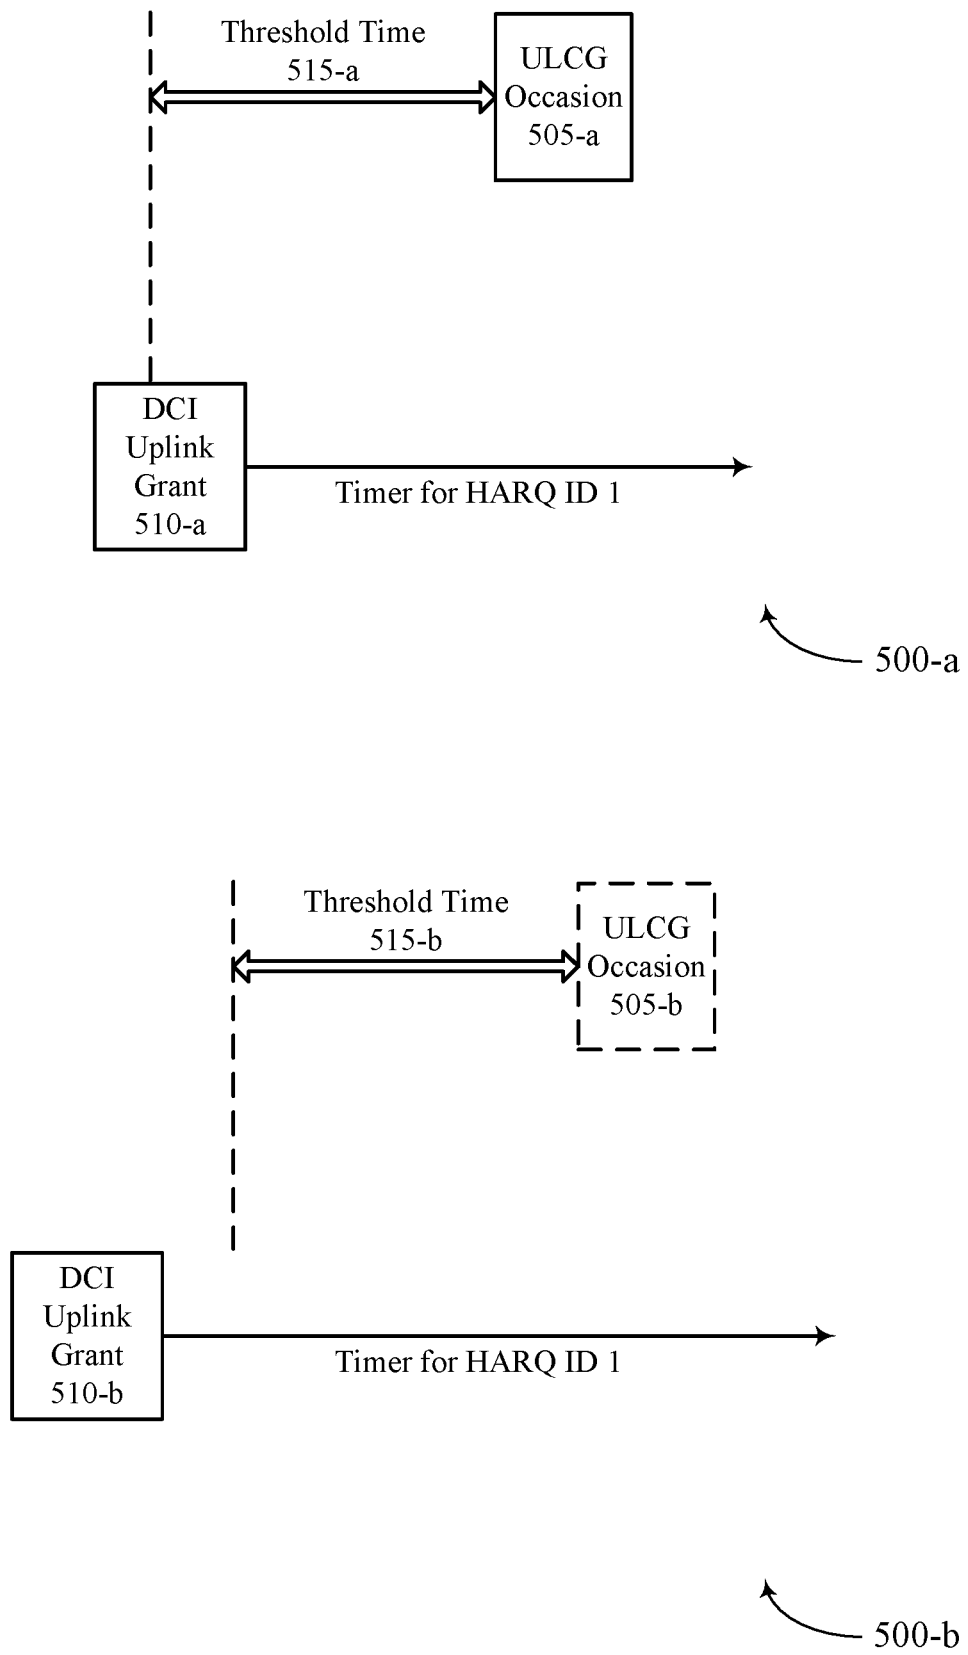 Threshold Time
515-a
ULCG
Occasion
505-a
DCI
Uplink
Grant
510-a
Timer for HARQ ID 1
500-a
Threshold Time
515-b
ULCG
Occasion
505-b
DCI
Uplink
Grant
510-b
Timer for HARQ ID 1
500-b